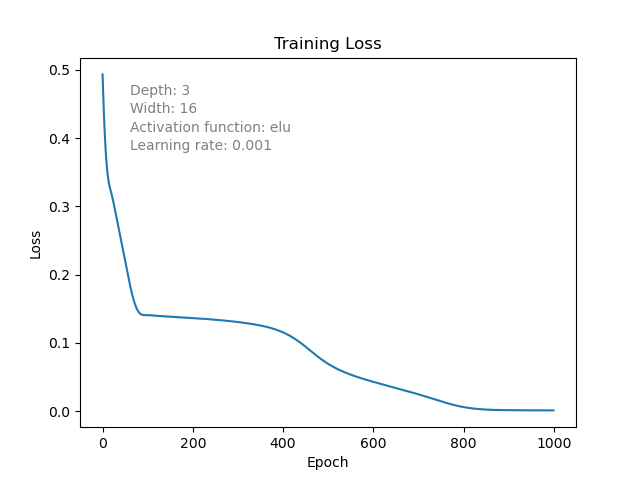 Training Loss
Depth: 3
Width: 16
Activation function: elu
Learning rate: 0.001
Loss
0.5
0.4
0.3
0.2
0.1
0.0
0 200 400 600 800 1000
Epoch